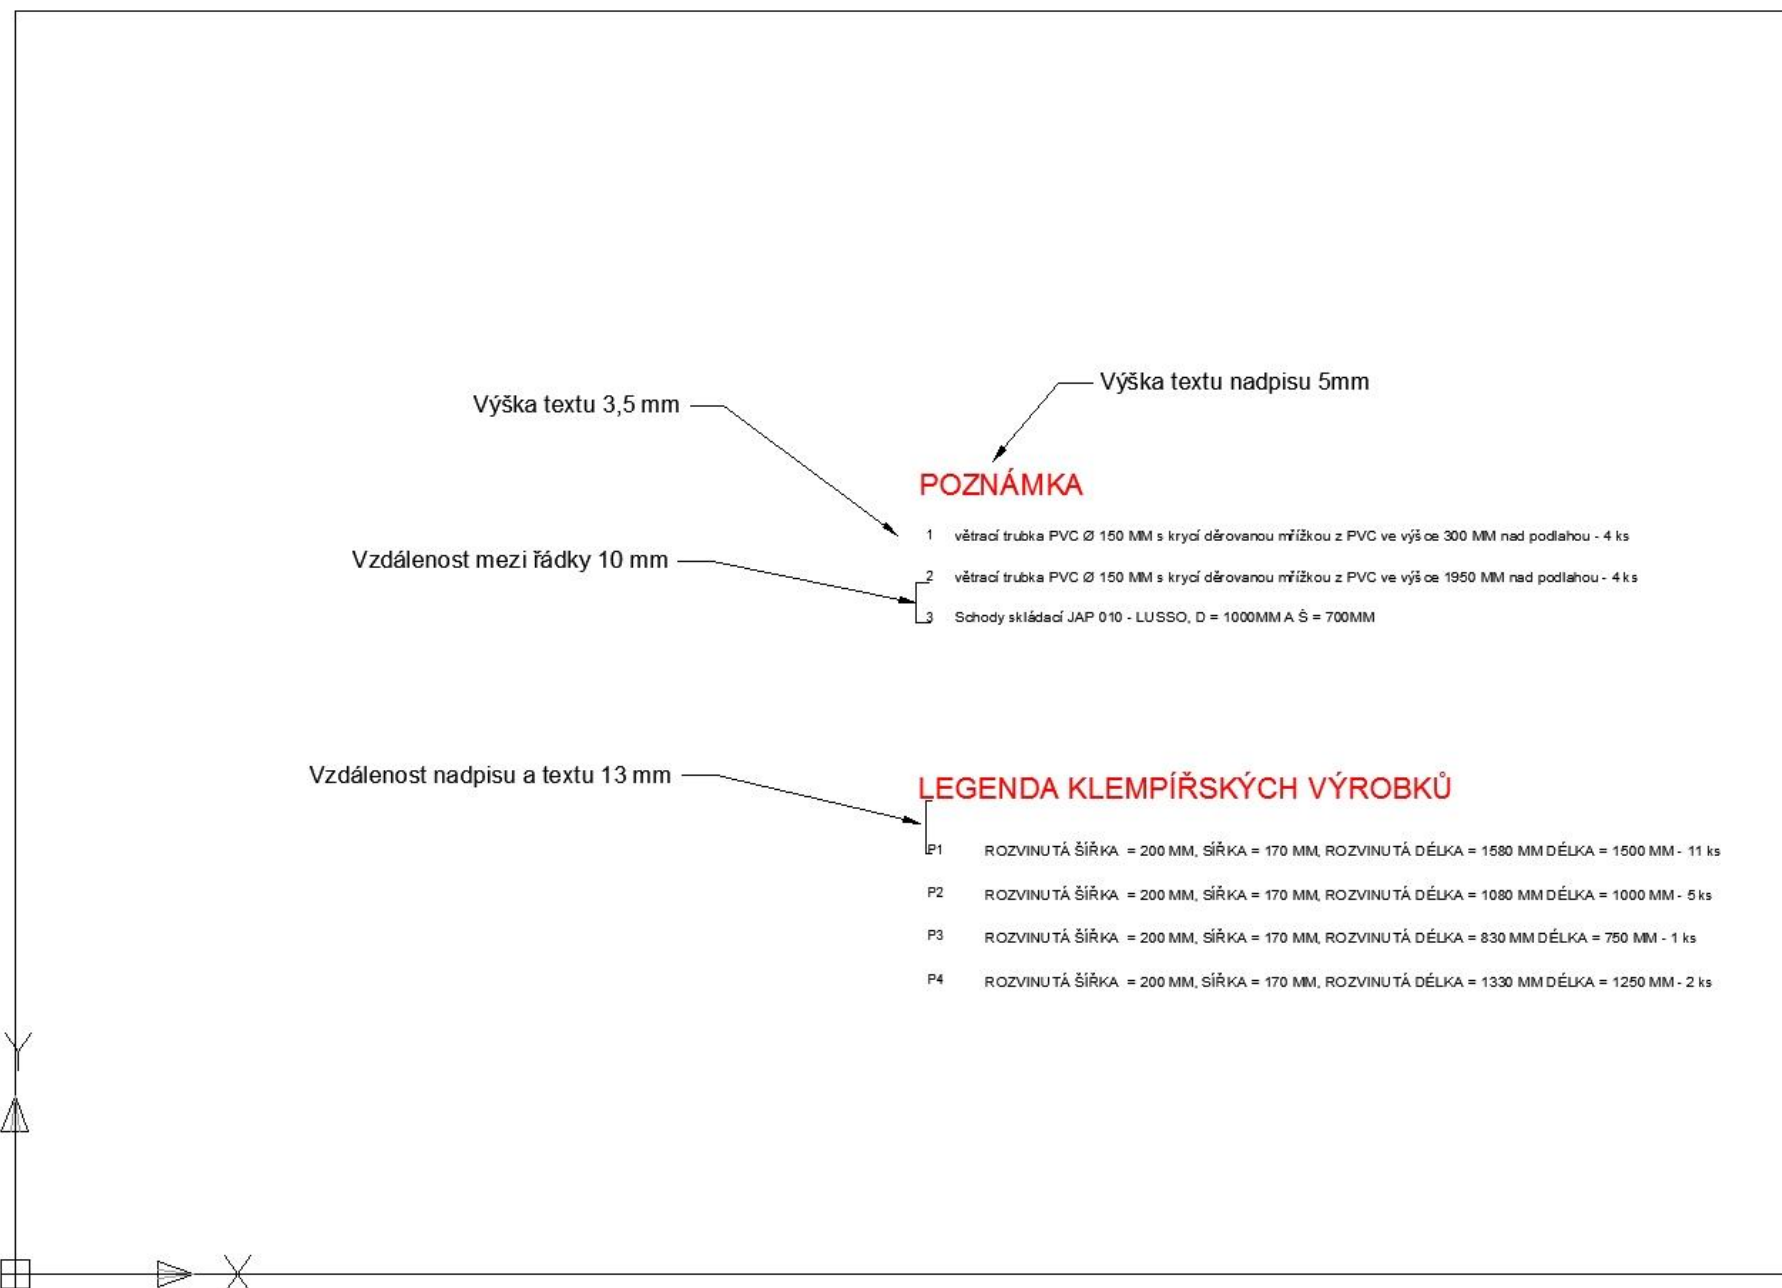 Výška textu nadpisu 5mm
Výška textu 3,5 mm
POZNÁMKA
1 větrací trubka PVC Ø 150 MM s krycí děrovanou mřížkou z PVC ve výšce 300 MM nad podlahou - 4 ks
Vzdálenost mezi řádky 10 mm
2 větrací trubka PVC Ø 150 MM s krycí děrovanou mřížkou z PVC ve výšce 1950 MM nad podlahou - 4 ks
3 Schody skládací JAP 010 - LUSSO, D = 1000MM A Š = 700MM
Vzdálenost nadpisu a textu 13 mm
LEGENDA KLEMPÍŘSKÝCH VÝROBKŮ
P1 ROZVINUTÁ ŠÍŘKA = 200 MM, SÍŘKA = 170 MM, ROZVINUTÁ DÉLKA = 1580 MM DÉLKA = 1500 MM - 11 ks
P2 ROZVINUTÁ ŠÍŘKA = 200 MM, SÍŘKA = 170 MM, ROZVINUTÁ DÉLKA = 1080 MM DÉLKA = 1000 MM - 5 ks
P3 ROZVINUTÁ ŠÍŘKA = 200 MM, SÍŘKA = 170 MM, ROZVINUTÁ DÉLKA = 830 MM DÉLKA = 750 MM - 1 ks
P4 ROZVINUTÁ ŠÍŘKA = 200 MM, SÍŘKA = 170 MM, ROZVINUTÁ DÉLKA = 1330 MM DÉLKA = 1250 MM - 2 ks
Y
X